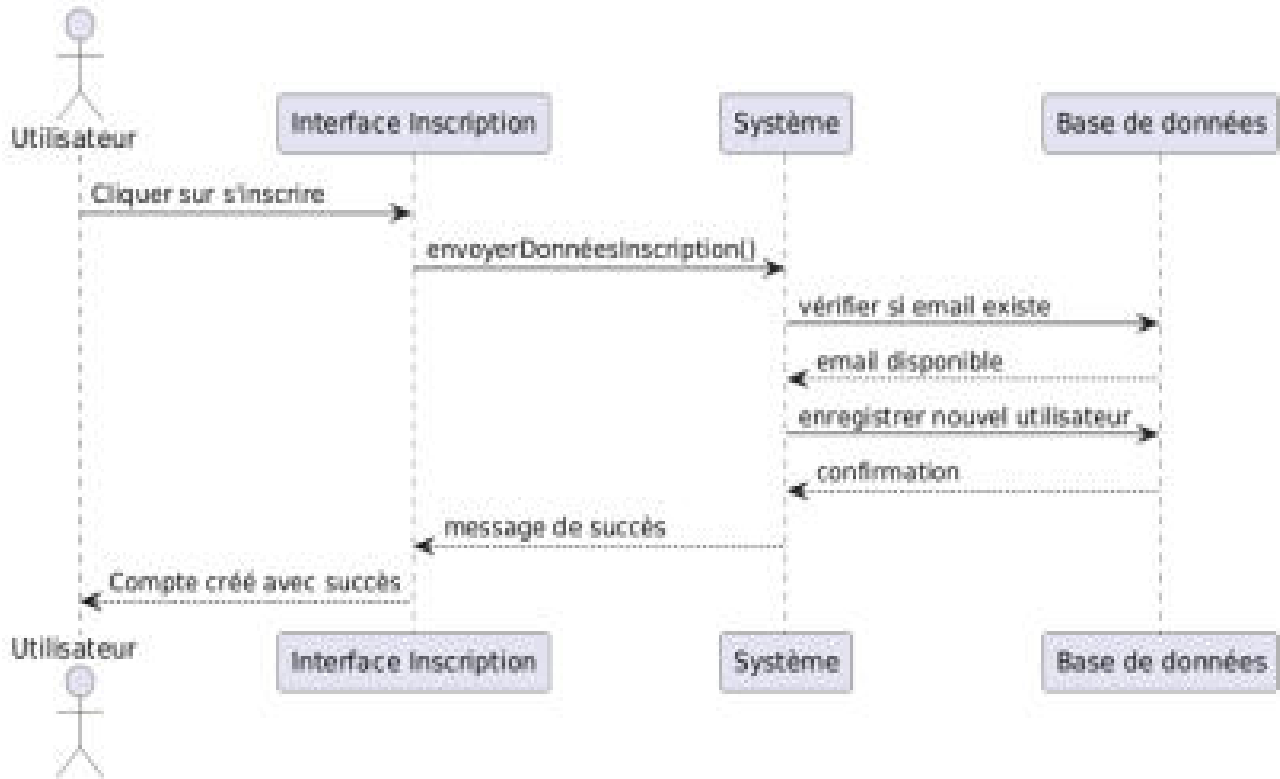 Utilisateur
Interface Inscription
Système
Base de données
Cliquer sur s'inscrire
envoyerDonnéesInscription()
vérifier si email existe
email disponible
enregistrer nouvel utilisateur
confirmation
message de succès
Compte créé avec succès
Utilisateur
Interface Inscription
Système
Base de données